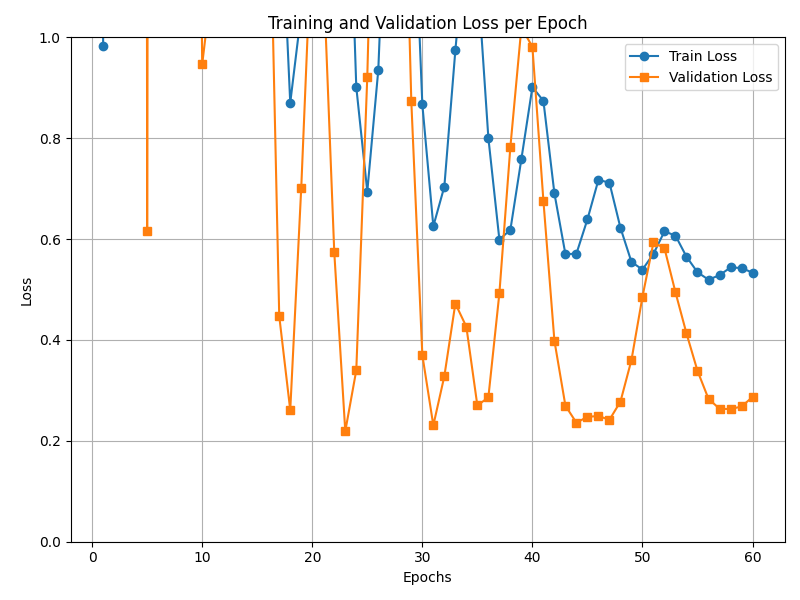 Training and Validation Loss per Epoch
Train Loss
Validation Loss
Loss
1.0
0.8
0.6
0.4
0.2
0.0
0 10 20 30 40 50 60
Epochs